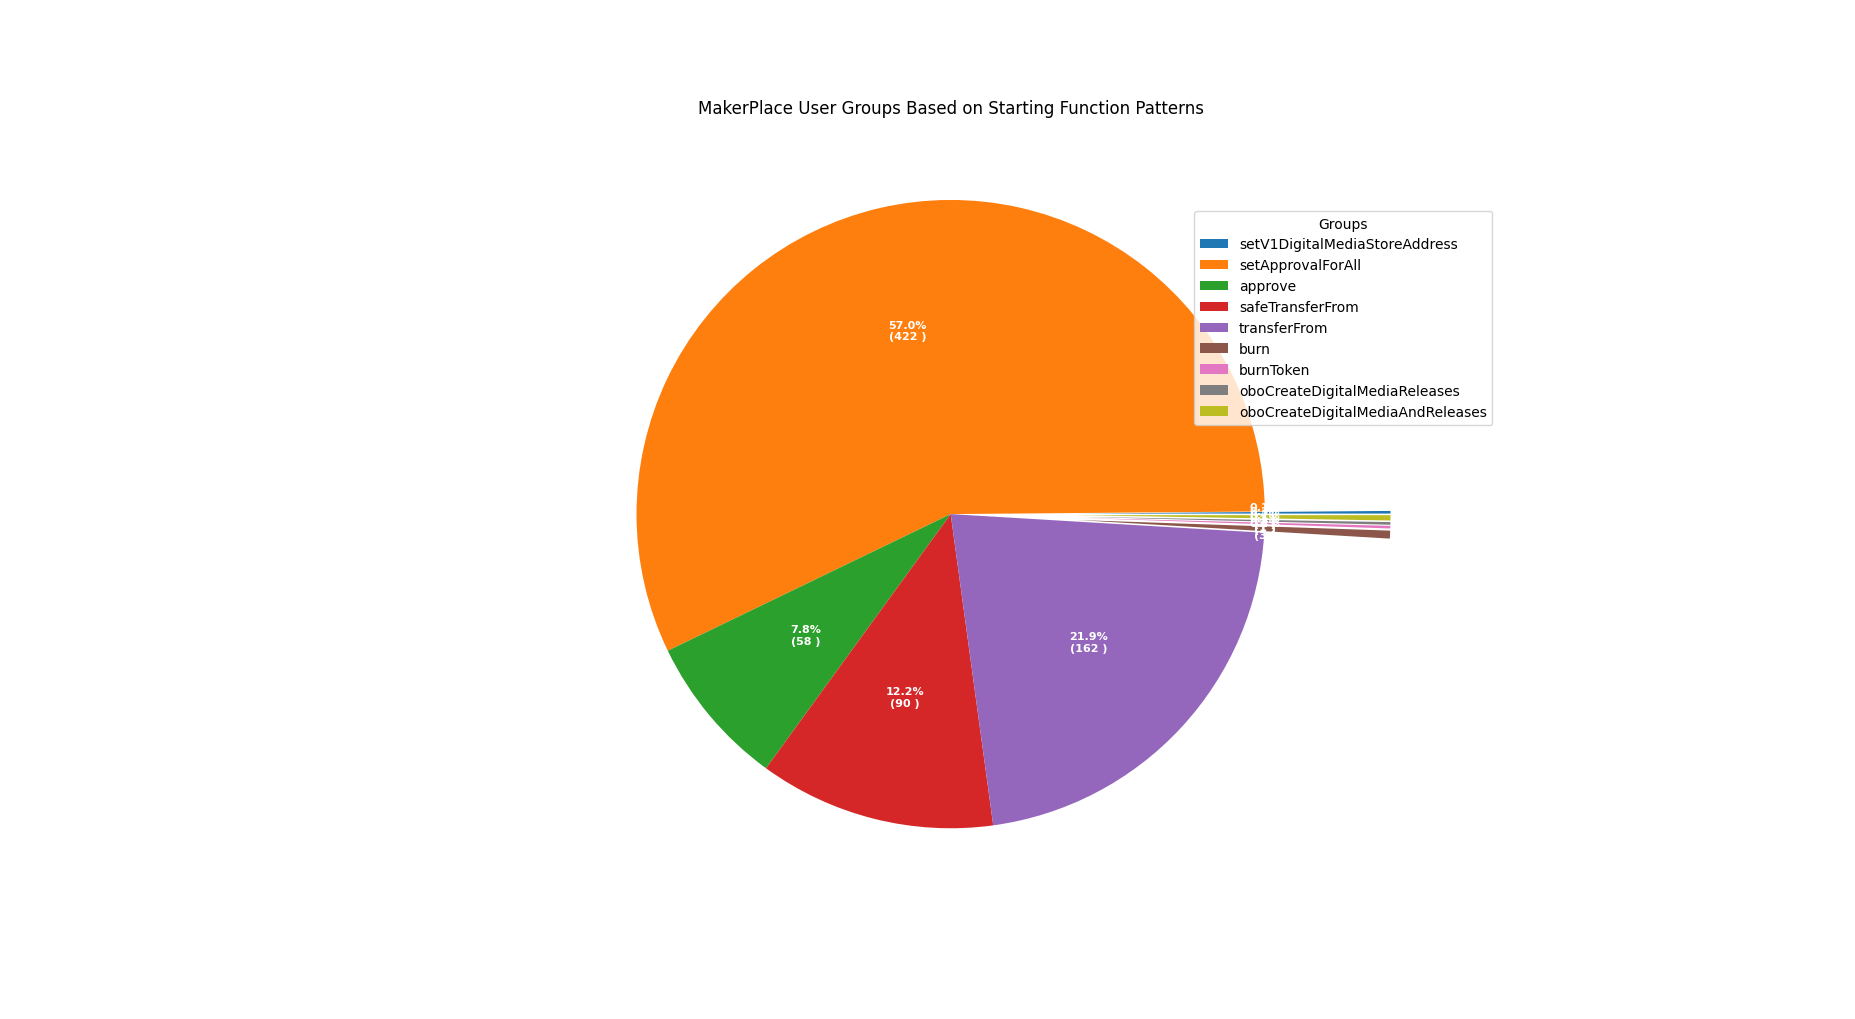 MakerPlace User Groups Based on Starting Function Patterns
Groups
setV1DigitalMediaStoreAddress
setApprovalForAll
approve
safeTransferFrom
transferFrom
burn
burnToken
oboCreateDigitalMediaReleases
oboCreateDigitalMediaAndReleases
57.0%
(422 )
7.8%
(58 )
12.2%
(90 )
21.9%
(162 )